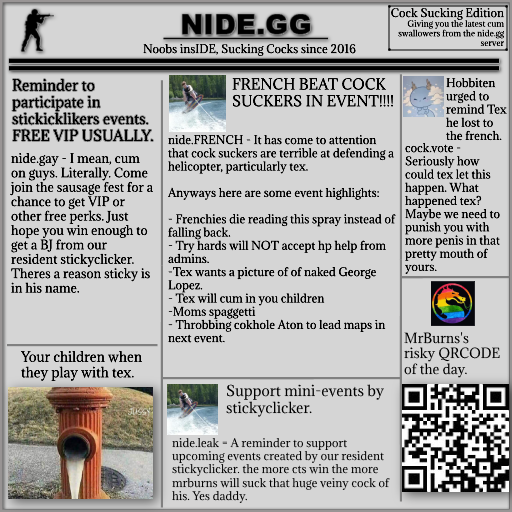 NIDE.GG
Noobs insIDE, Sucking Cocks since 2016
Cock Sucking Edition
Giving you the latest cum
swallowers from the nide.gg
server
Reminder to
participate in
stickicklikers events.
FREE VIP USUALLY.
nide.gay - I mean, cum
on guys. Literally. Come
join the sausage fest for a
chance to get VIP or
other free perks. Just
hope you win enough to
get a BJ from our
resident stickyclicker.
Theres a reason sticky is
in his name.
Your children when
they play with tex.
FRENCH BEAT COCK
SUCKERS IN EVENT!!!!
nide.FRENCH - It has come to attention
that cock suckers are terrible at defending a
helicopter, particularly tex.
Anyways here are some event highlights:
- Frenchies die reading this spray instead of
falling back.
- Try hards will NOT accept hp help from
admins.
-Tex wants a picture of of naked George
Lopez.
- Tex will cum in you children
-Moms spaggetti
- Throbbing cokhole Aton to lead maps in
next event.
Support mini-events by
stickyclicker.
nide.leak - A reminder to support
upcoming events created by our resident
stickyclicker. the more cts win the more
mrburns will suck that huge veiny cock of
his. Yes daddy.
Hobbiten
urged to
remind Tex
he lost to
the french.
cock.vote -
Seriously how
could tex let this
happen. What
happened tex?
Maybe we need to
punish you with
more penis in that
pretty mouth of
yours.
MrBurns's
risky QRCODE
of the day.